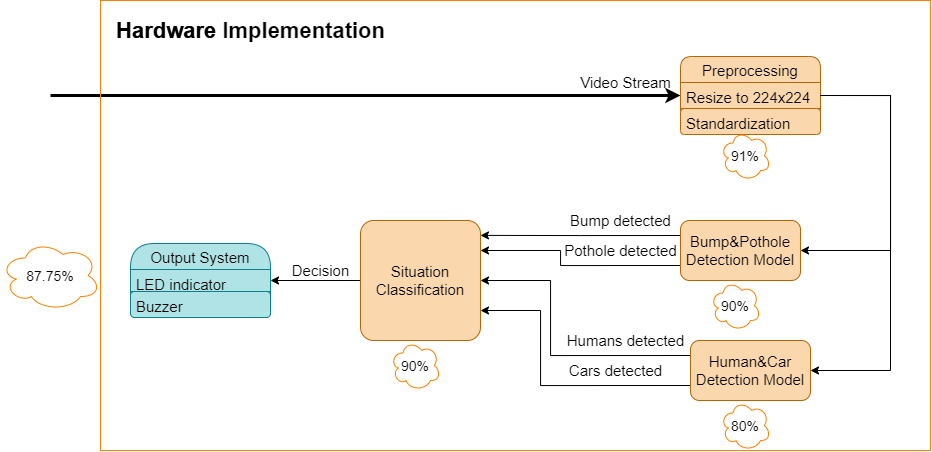 Hardware Implementation
Video Stream
Preprocessing
Resize to 224x224
Standardization
91%
Bump detected
Pothole detected
Bump&Pothole
Detection Model
90%
87.75%
Output System
LED indicator
Buzzer
Decision
Situation
Classification
90%
Humans detected
Cars detected
Human&Car
Detection Model
80%